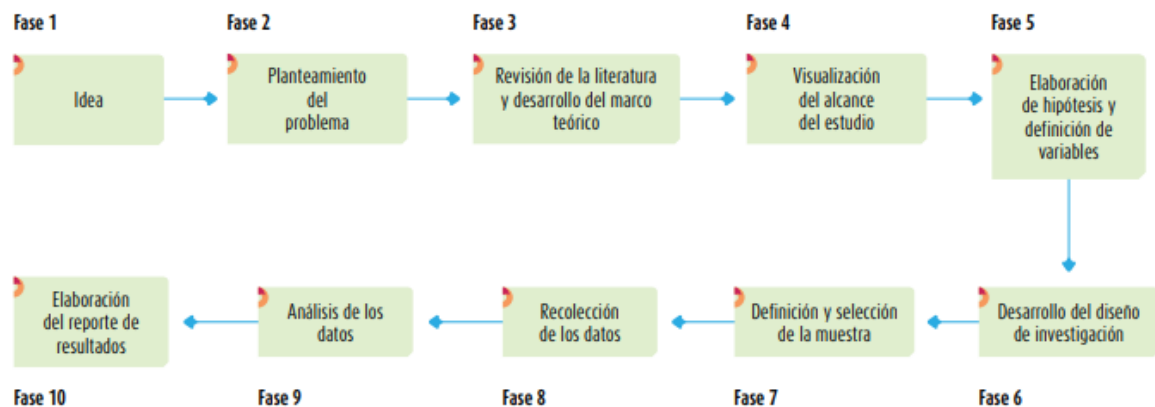 Fase 1
Idea
Fase 2
Planteamiento
del
problema
Fase 3
Revisión de la literatura
y desarrollo del marco
teórico
Fase 4
Visualización
del alcance
del estudio
Fase 5
Elaboración
de hipótesis y
definición de
variables
Desarrollo del diseño
de investigación
Fase 6
Definición y selección
de la muestra
Fase 7
Recolección
de los datos
Fase 8
Análisis de los
datos
Fase 9
Elaboración
del reporte de
resultados
Fase 10